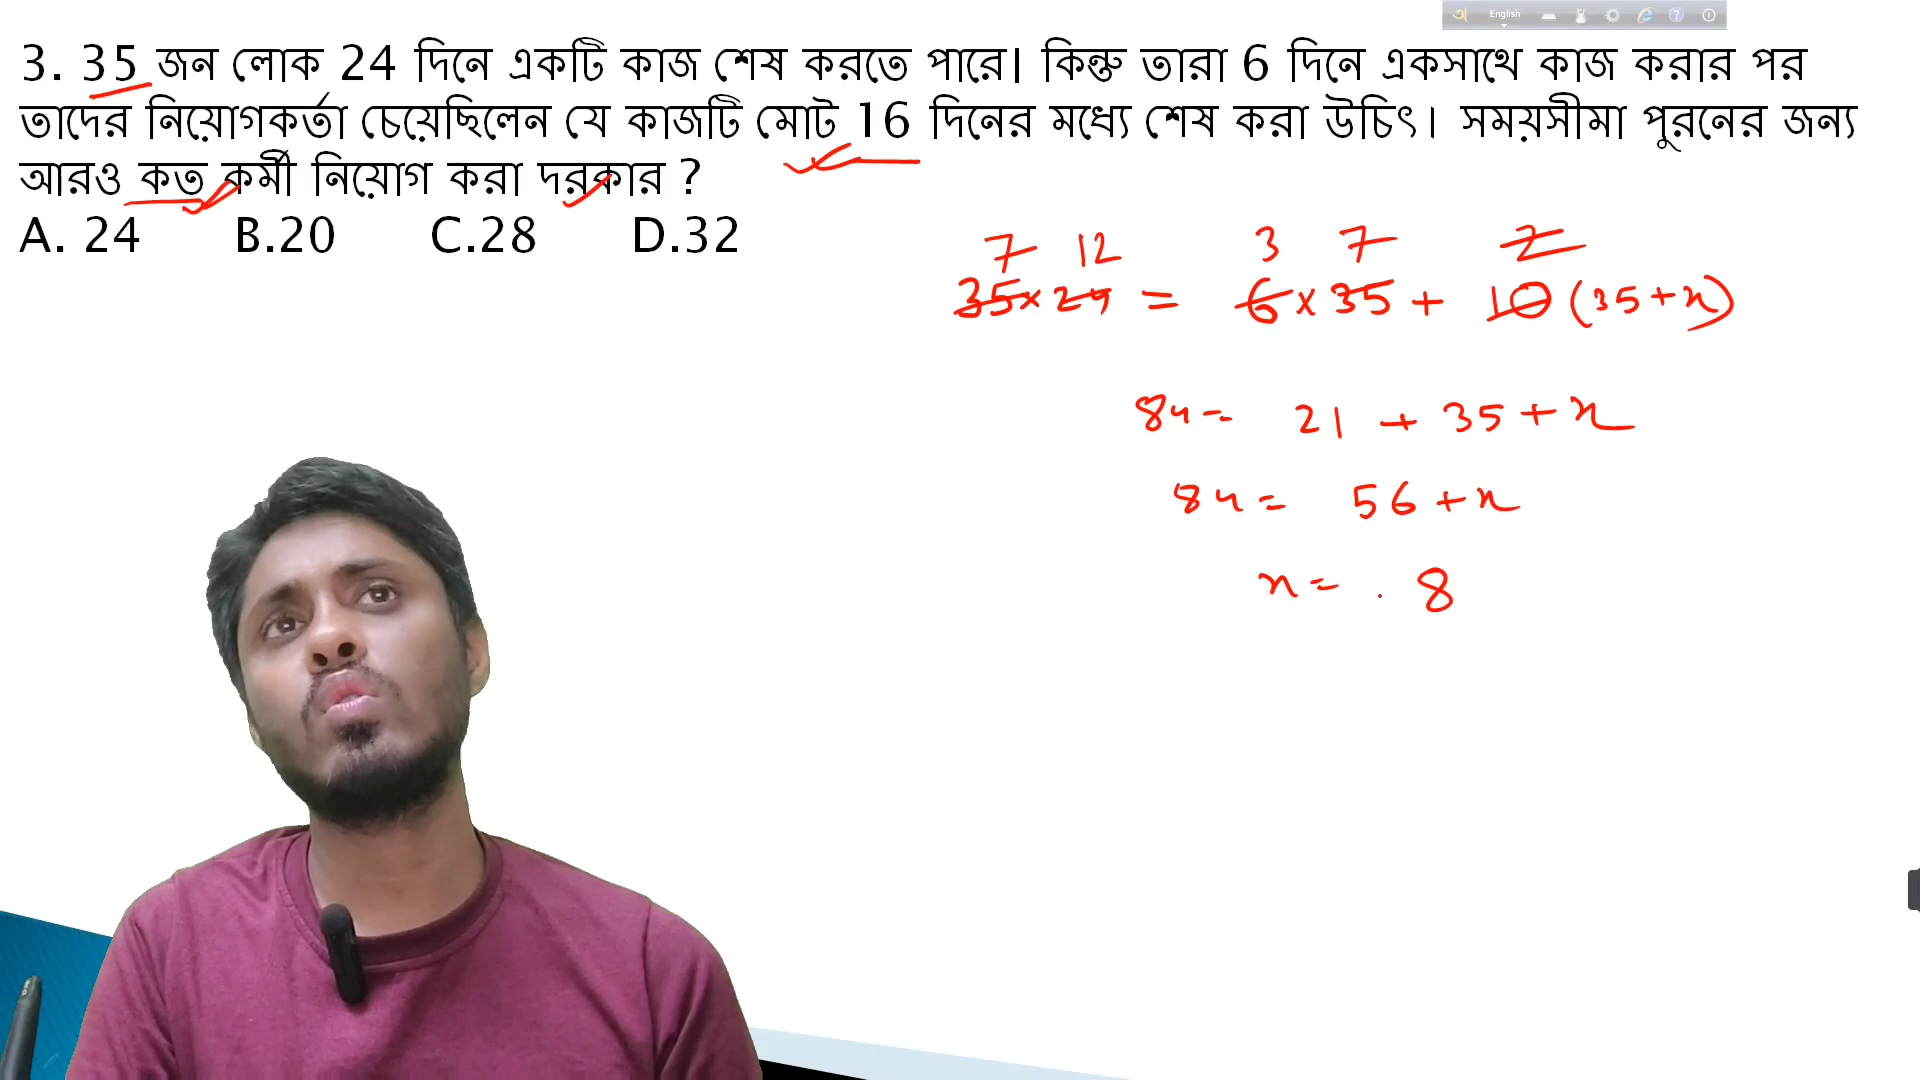 English
3. 35 জন লোক 24 দিনে একটি কাজ শেষ করতে পারে। কিন্তু তারা 6 দিনে একসাথে কাজ করার পর
তাদের নিয়োগকর্তা চেয়েছিলেন যে কাজটি মোট 16 দিনের মধ্যে শেষ করা উচিৎ। সময়সীমা পুরনের জন্য
আরও কত কর্মী নিয়োগ করা দরকার ?
A. 24 B.20 C.28 D.32
7 12 3 7 2
35 × 24 = 6 × 35 + 10 (35+x)
84 = 21 + 35 + x
84 = 56 + x
x = . 8